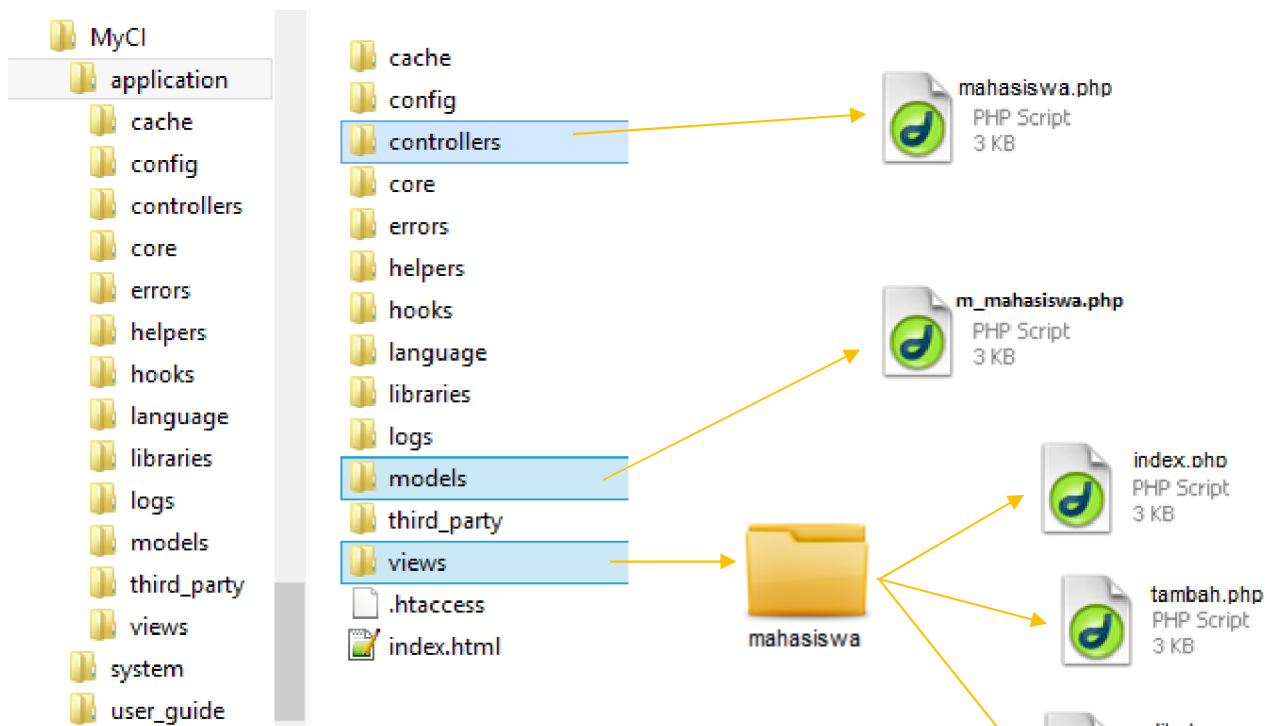 MyCI
application
cache
config
controllers
core
errors
helpers
hooks
language
libraries
logs
models
third_party
views
system
user_guide
cache
config
controllers
core
errors
helpers
hooks
language
libraries
logs
models
third_party
views
.htaccess
index.html
mahasiswa.php
PHP Script
3 KB
m_mahasiswa.php
PHP Script
3 KB
mahasiswa
index.php
PHP Script
3 KB
tambah.php
PHP Script
3 KB